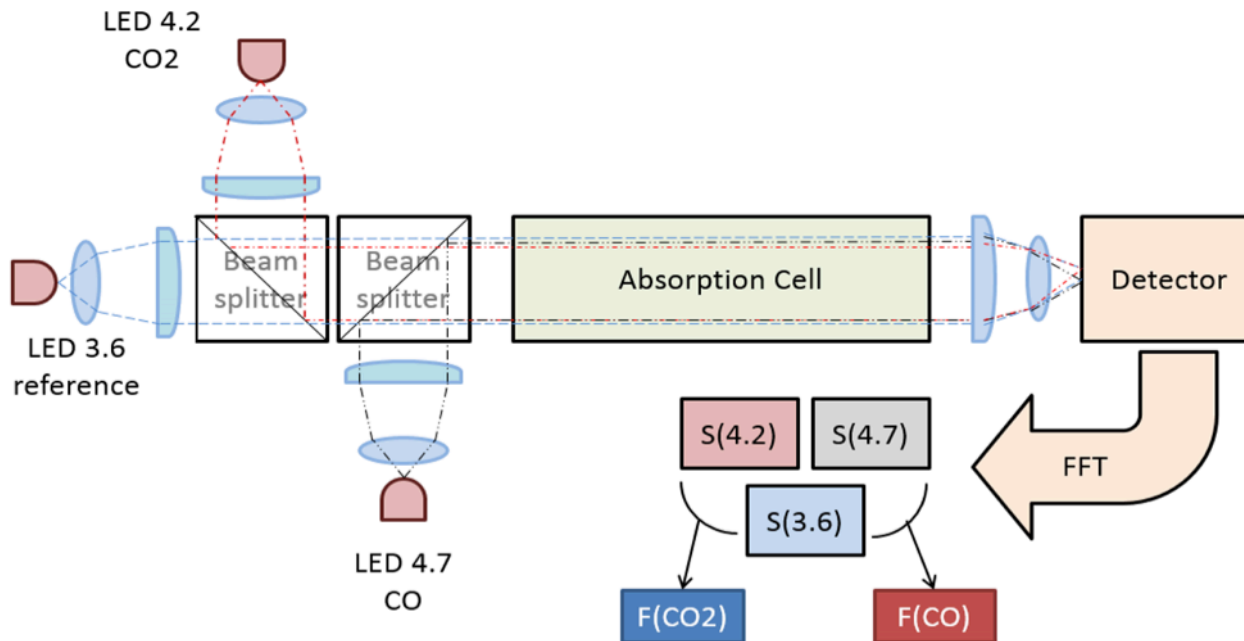 LED 4.2
CO2
Beam
splitter
Beam
splitter
Absorption Cell
Detector
LED 3.6
reference
S(4.2)
S(4.7)
FFT
S(3.6)
LED 4.7
CO
F(CO2)
F(CO)